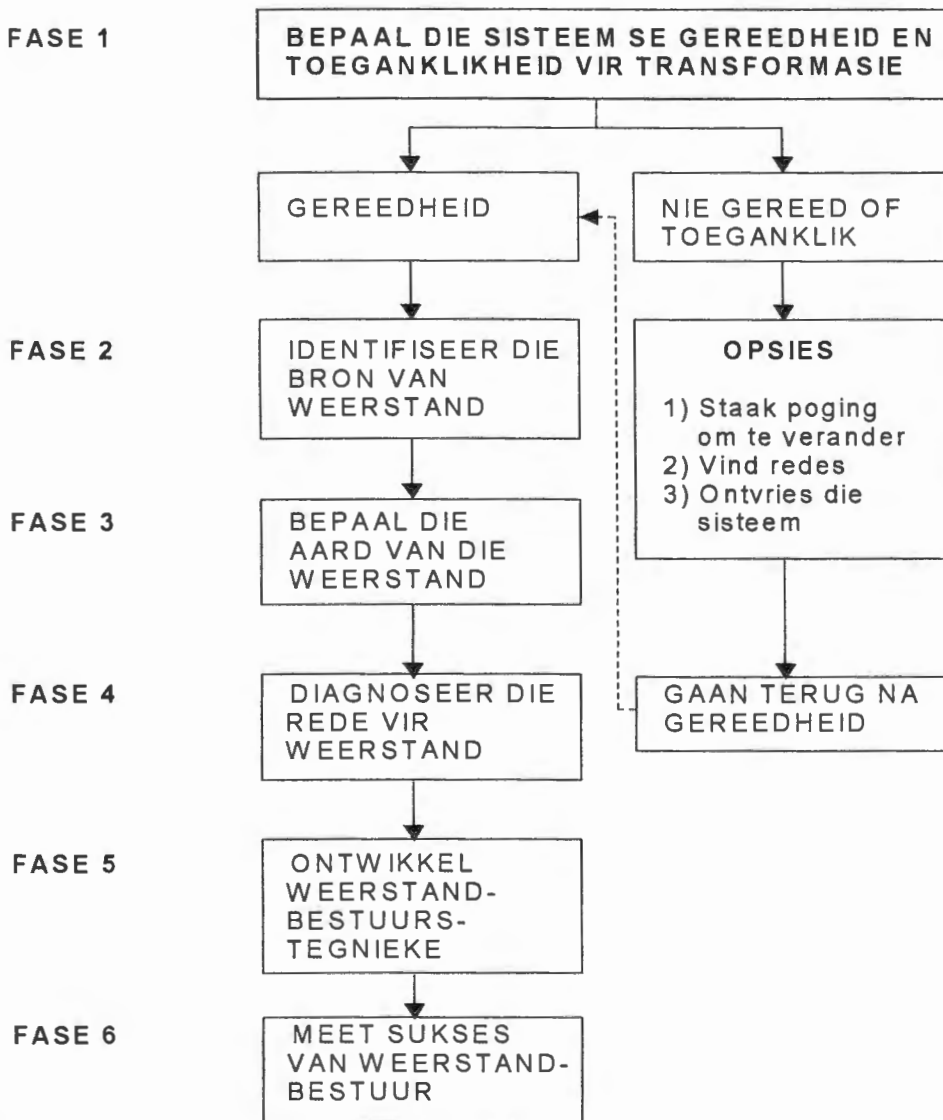 FASE 1
BEPAAL DIE SISTEEM SE GEREEDHEID EN
TOEGANKLIKHEID VIR TRANSFORMASIE
GEREEDHEID
NIE GEREED OF
TOEGANKLIK
FASE 2
IDENTIFISEER DIE
BRON VAN
WEERSTAND
OPSIES
1) Staak poging
om te verander
2) Vind redes
3) Ontvries die
sisteem
FASE 3
BEPAAL DIE
AARD VAN DIE
WEERSTAND
FASE 4
DIAGNOSEER DIE
REDE VIR
WEERSTAND
GAAN TERUG NA
GEREEDHEID
FASE 5
ONTWIKKEL
WEERSTAND-
BESTUURS-
TEGNIEKE
FASE 6
MEET SUKSES
VAN WEERSTAND-
BESTUUR